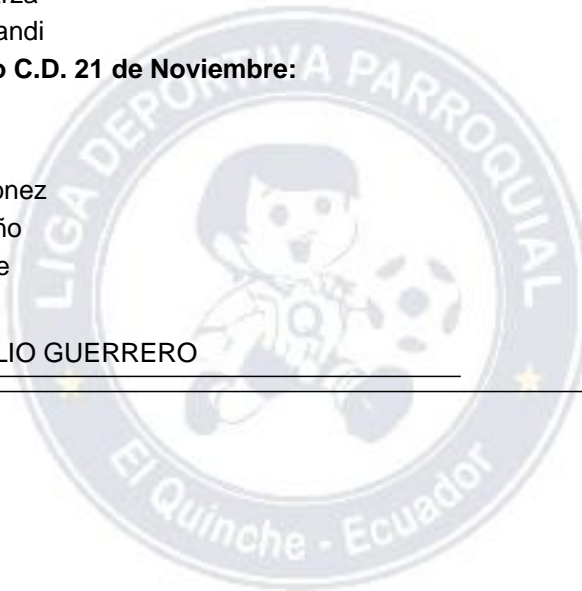 andi
o C.D. 21 de Noviembre:
onez
ño
e
LIO GUERRERO
LIGA DEPORTIVA PARROQUIAL
Q
El Quinche - Ecuador